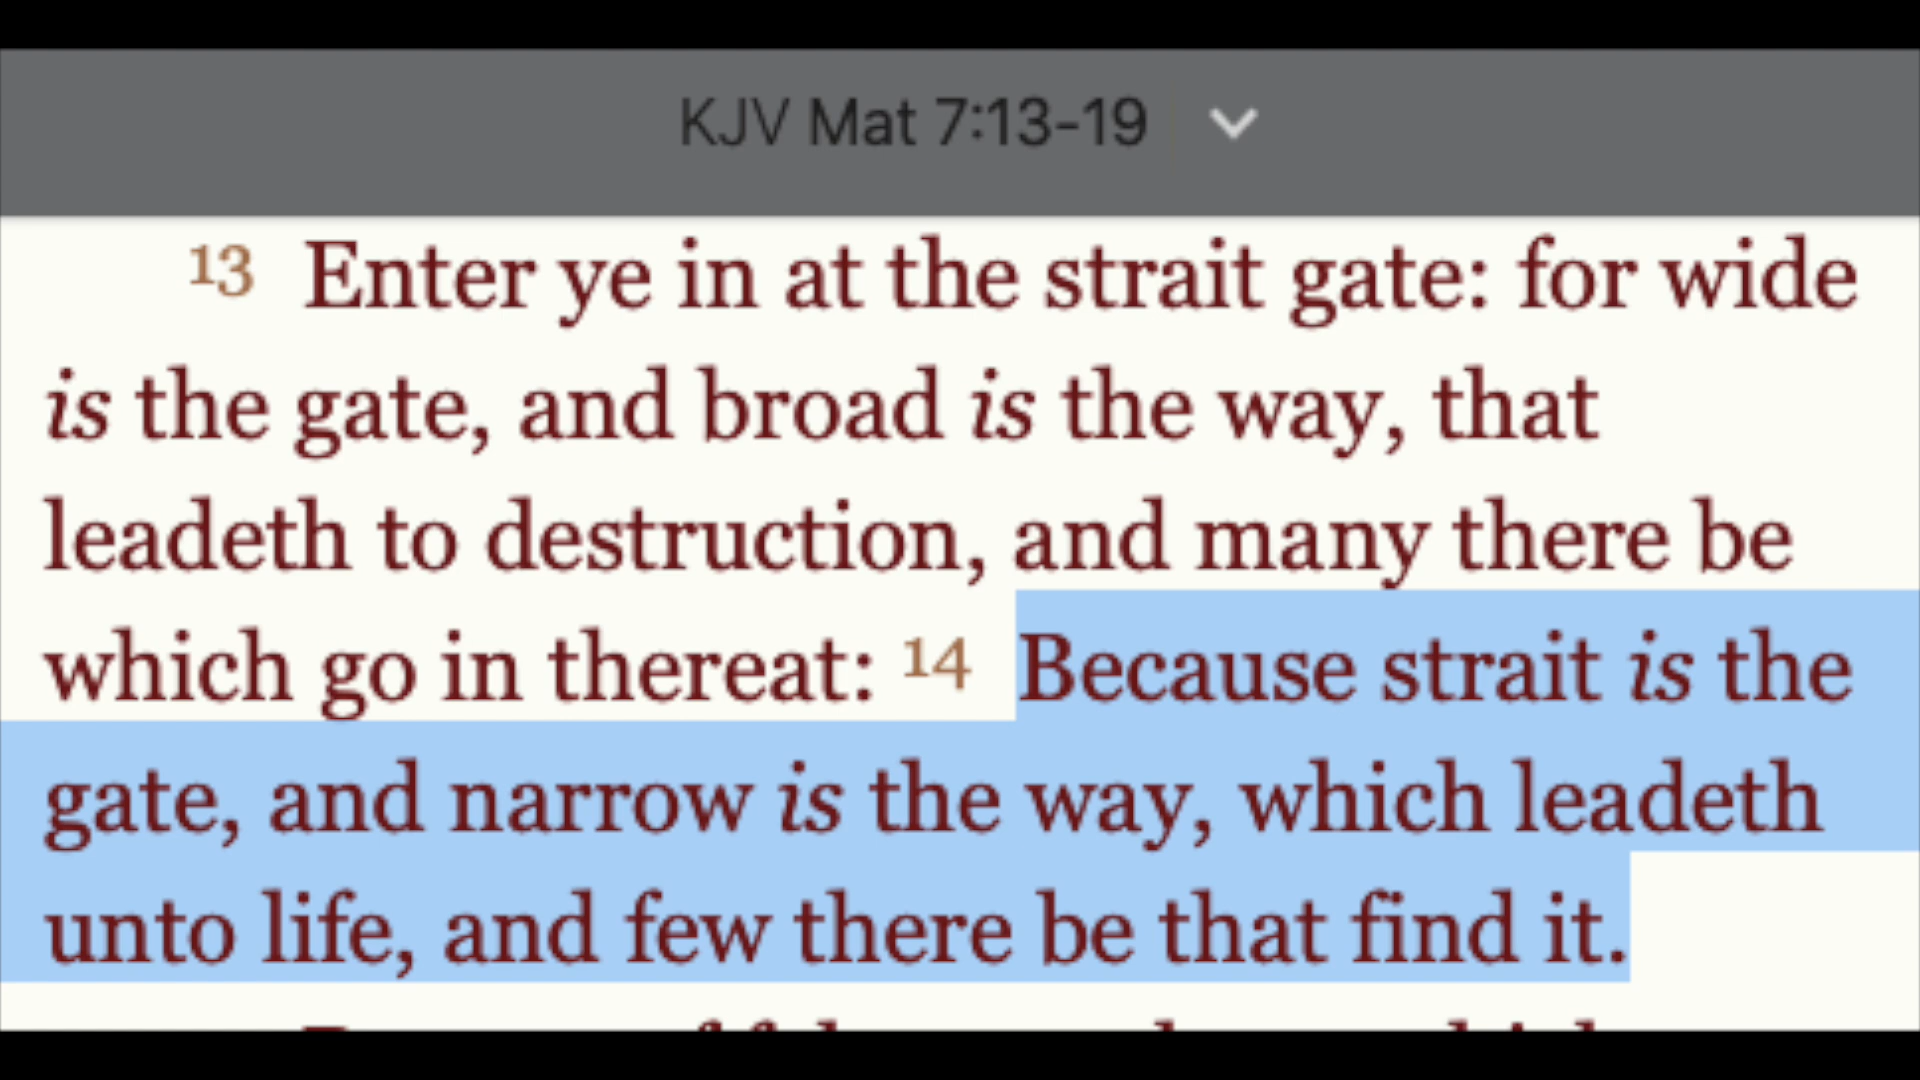 KJV Mat 7:13-19
13 Enter ye in at the strait gate: for wide
is the gate, and broad is the way, that
leadeth to destruction, and many there be
which go in thereat: 14 Because strait is the
gate, and narrow is the way, which leadeth
unto life, and few there be that find it.